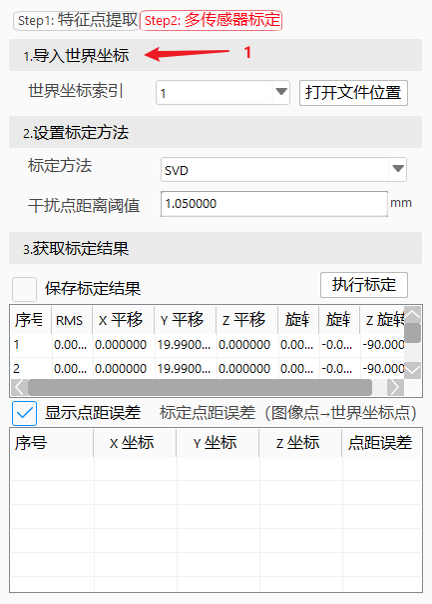 Step1: 特征点提取 Step2: 多传感器标定
1.导入世界坐标 1
世界坐标索引 1 打开文件位置
2.设置标定方法
标定方法 SVD
干扰点距离阈值 1.050000 mm
3.获取标定结果
保存标定结果 执行标定
序号 RMS X 平移 Y 平移 Z 平移 旋转 旋转 Z 旋转
1 0.00... 0.000000 19.9900... 0.000000 0.00... -0.0... -90.000
2 0.00... 0.000000 19.9900... 0.000000 0.00... -0.0... -90.000
显示点距误差 标定点距误差（图像点→世界坐标点）
序号 X 坐标 Y 坐标 Z 坐标 点距误差